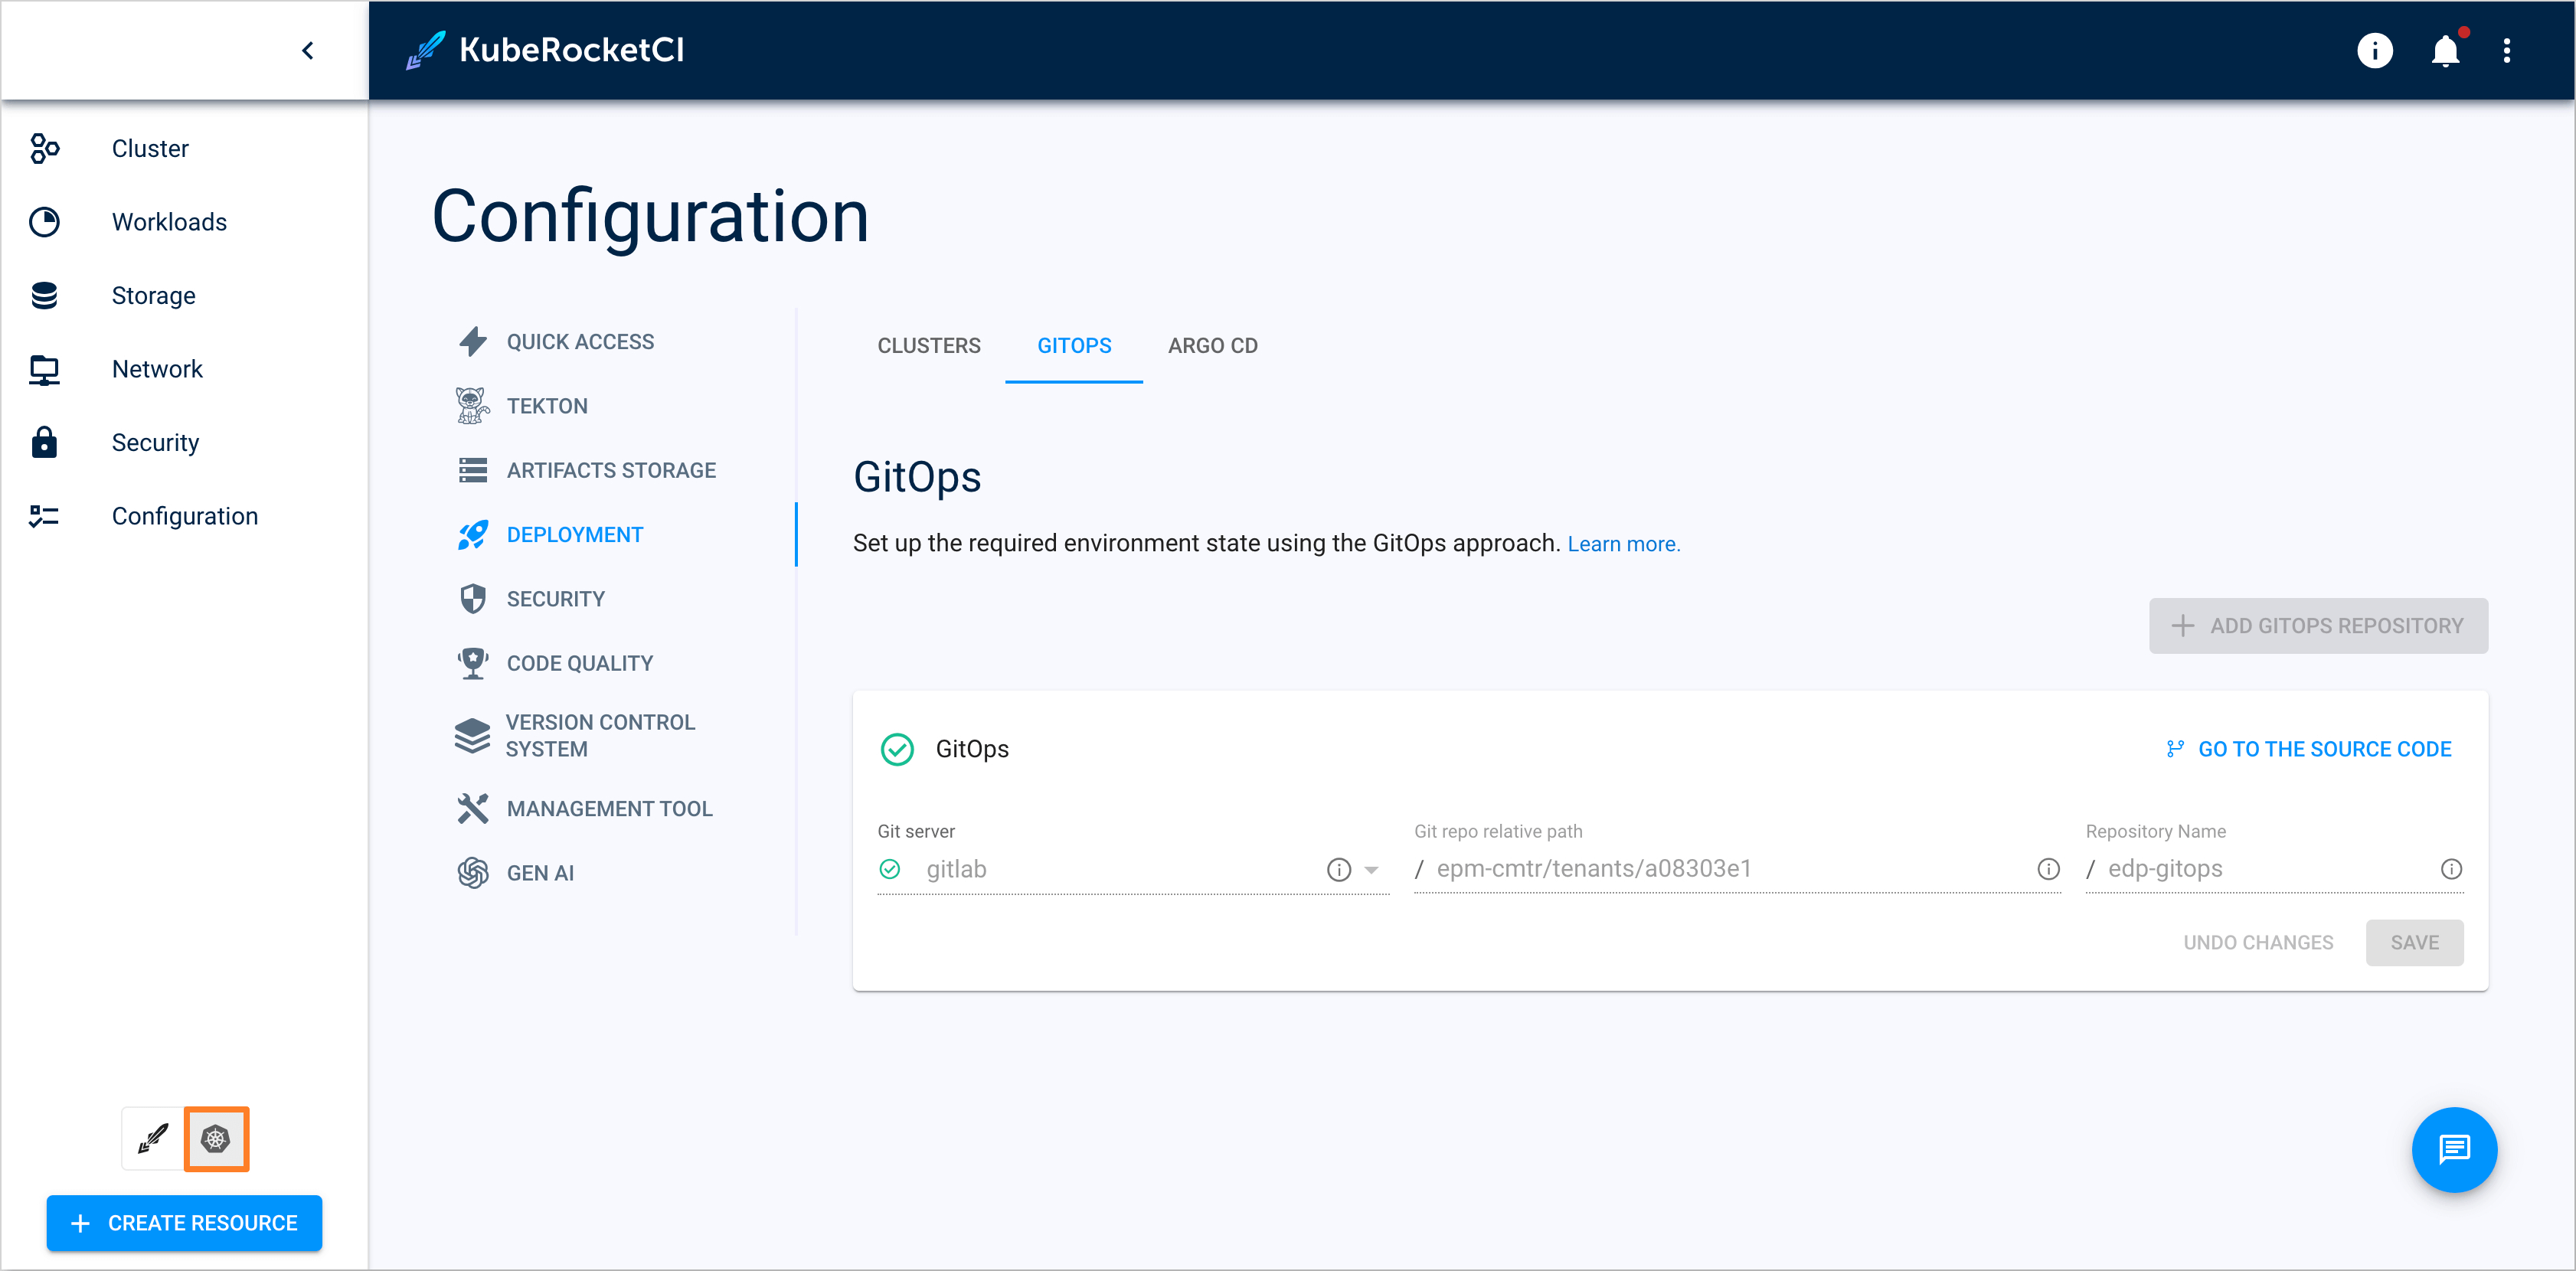 KubeRocketCI
Cluster
Workloads
Storage
Network
Security
Configuration
CREATE RESOURCE
Configuration
QUICK ACCESS
TEKTON
ARTIFACTS STORAGE
DEPLOYMENT
SECURITY
CODE QUALITY
VERSION CONTROL
SYSTEM
MANAGEMENT TOOL
GEN AI
CLUSTERS
GITOPS
ARGO CD
GitOps
Set up the required environment state using the GitOps approach. Learn more.
ADD GITOPS REPOSITORY
GitOps
GO TO THE SOURCE CODE
Git server
gitlab
Git repo relative path
/ epm-cmtr/tenants/a08303e1
Repository Name
/ edp-gitops
UNDO CHANGES
SAVE